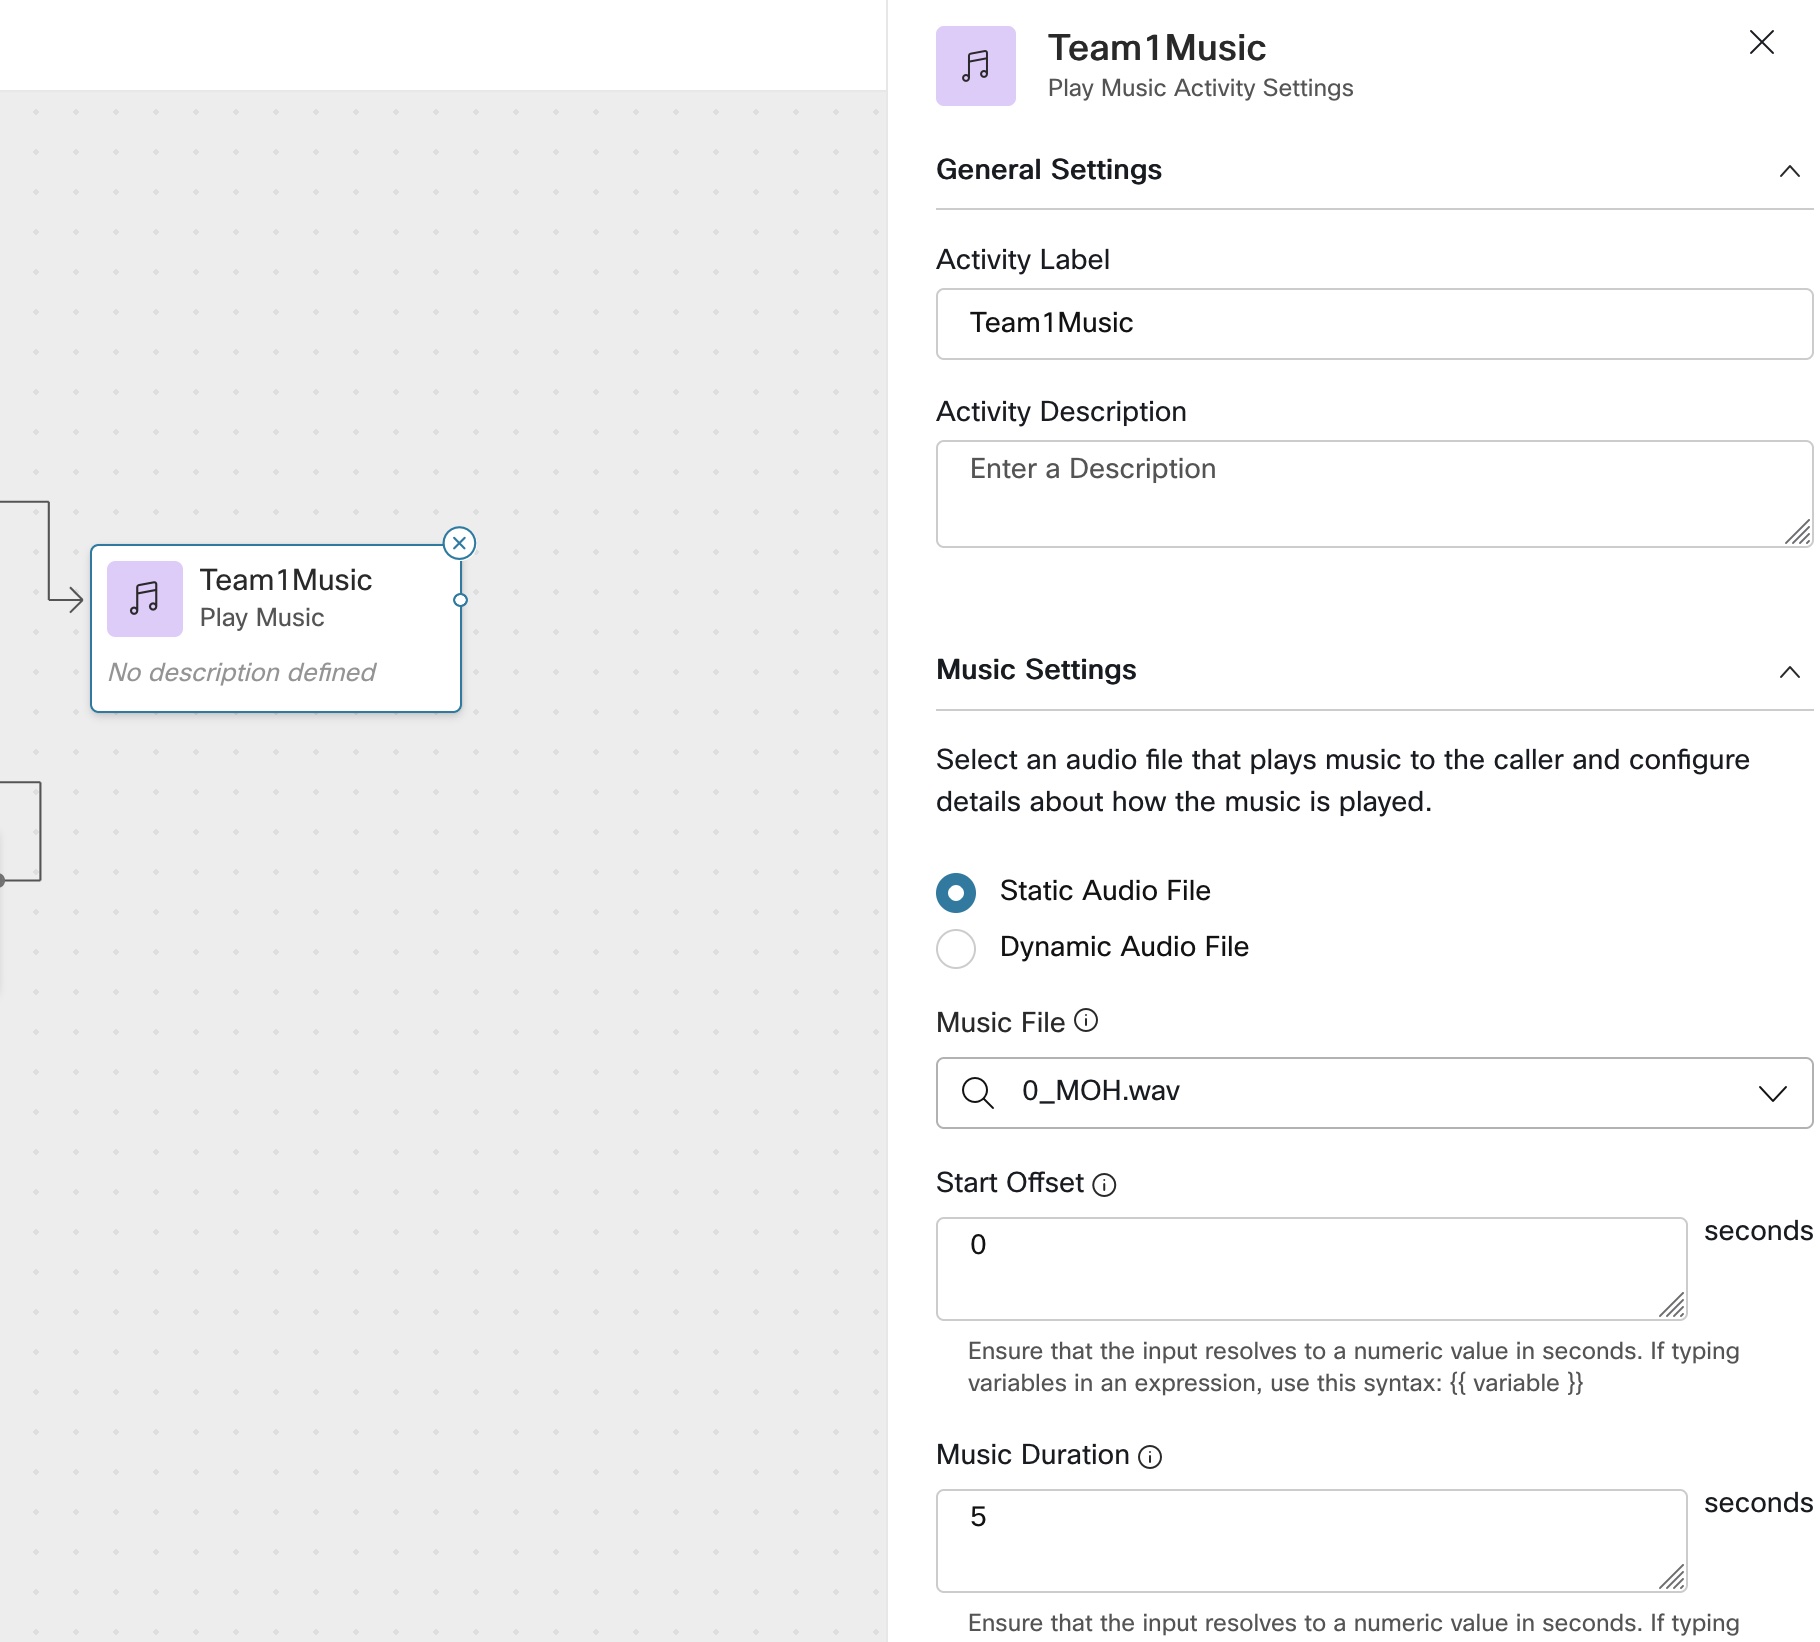 Team1Music
Play Music
No description defined
Team1Music
Play Music Activity Settings
General Settings
Activity Label
Team1Music
Activity Description
Enter a Description
Music Settings
Select an audio file that plays music to the caller and configure
details about how the music is played.
Static Audio File
Dynamic Audio File
Music File
0_MOH.wav
Start Offset
0
seconds
Ensure that the input resolves to a numeric value in seconds. If typing
variables in an expression, use this syntax: {{ variable }}
Music Duration
5
seconds
Ensure that the input resolves to a numeric value in seconds. If typing